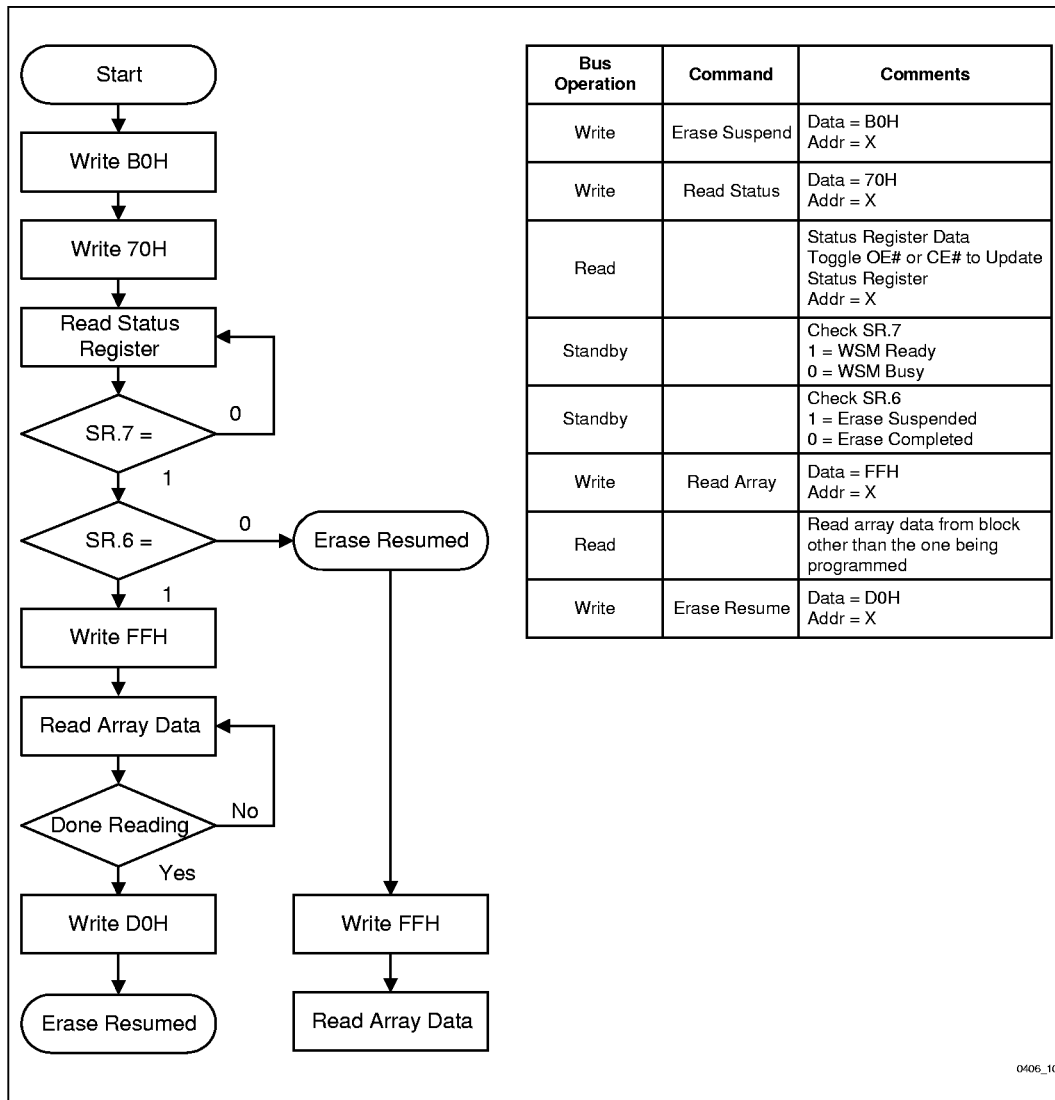 Start
Write B0H
Write 70H
Read Status
Register
SR.7 =
0
1
SR.6 =
0
1
Erase Resumed
Write FFH
Read Array Data
Done Reading
No
Yes
Write D0H
Erase Resumed
Write FFH
Read Array Data
Bus
Operation
Command
Comments
Write
Erase Suspend
Data = B0H
Addr = X
Write
Read Status
Data = 70H
Addr = X
Read
Status Register Data
Toggle OE# or CE# to Update
Status Register
Addr = X
Standby
Check SR.7
1 = WSM Ready
0 = WSM Busy
Standby
Check SR.6
1 = Erase Suspended
0 = Erase Completed
Write
Read Array
Data = FFH
Addr = X
Read
Read array data from block
other than the one being
programmed
Write
Erase Resume
Data = D0H
Addr = X
0406_10